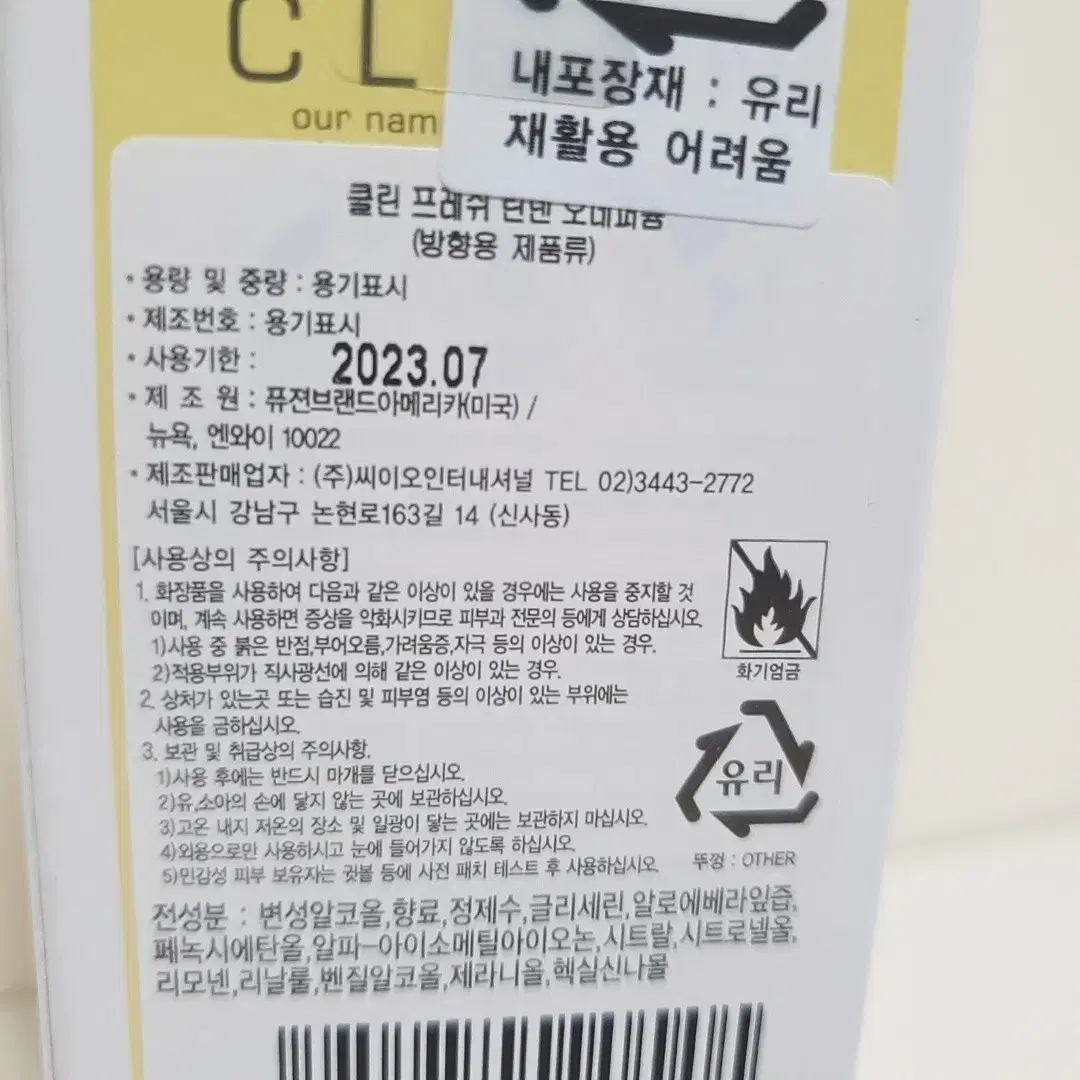 CL
our nam
내포장재 : 유리
재활용 어려움
클린 프레쉬
(방향용 제품류)
• 용량 및 중량 : 용기표시
• 제조번호 : 용기표시
• 사용기한 : 2023.07
• 제 조 원 : 퓨젼브랜드아메리카(미국) /
뉴욕, 엔와이 10022
• 제조판매업자 : (주)씨이오인터내셔널 TEL 02)3443-2772
서울시 강남구 논현로163길 14 (신사동)
[사용상의 주의사항]
1. 화장품을 사용하여 다음과 같은 이상이 있을 경우에는 사용을 중지할 것
이며, 계속 사용하면 증상을 악화시키므로 피부과 전문의 등에게 상담하십시오.
1)사용 중 붉은 반점,부어오름,가려움증,자극 등의 이상이 있는 경우.
2)적용부위가 직사광선에 의해 같은 이상이 있는 경우.
2. 상처가 있는곳 또는 습진 및 피부염 등의 이상이 있는 부위에는
사용을 금하십시오.
3. 보관 및 취급상의 주의사항.
1)사용 후에는 반드시 마개를 닫으십시오.
2)유,소아의 손에 닿지 않는 곳에 보관하십시오.
3)고온 내지 저온의 장소 및 일광이 닿는 곳에는 보관하지 마십시오.
4)외용으로만 사용하시고 눈에 들어가지 않도록 하십시오.
5)민감성 피부 보유자는 귓볼 등에 사전 패치 테스트 후 사용하십시오.
화기엄금
유리
뚜껑 : OTHER
전성분 : 변성알코올,향료,정제수,글리세린,알로에베라잎즙,
페녹시에탄올,알파-아이소메틸아이오논,시트랄,시트로넬올,
리모넨,리날룰,벤질알코올,제라니올,헥실신나몰